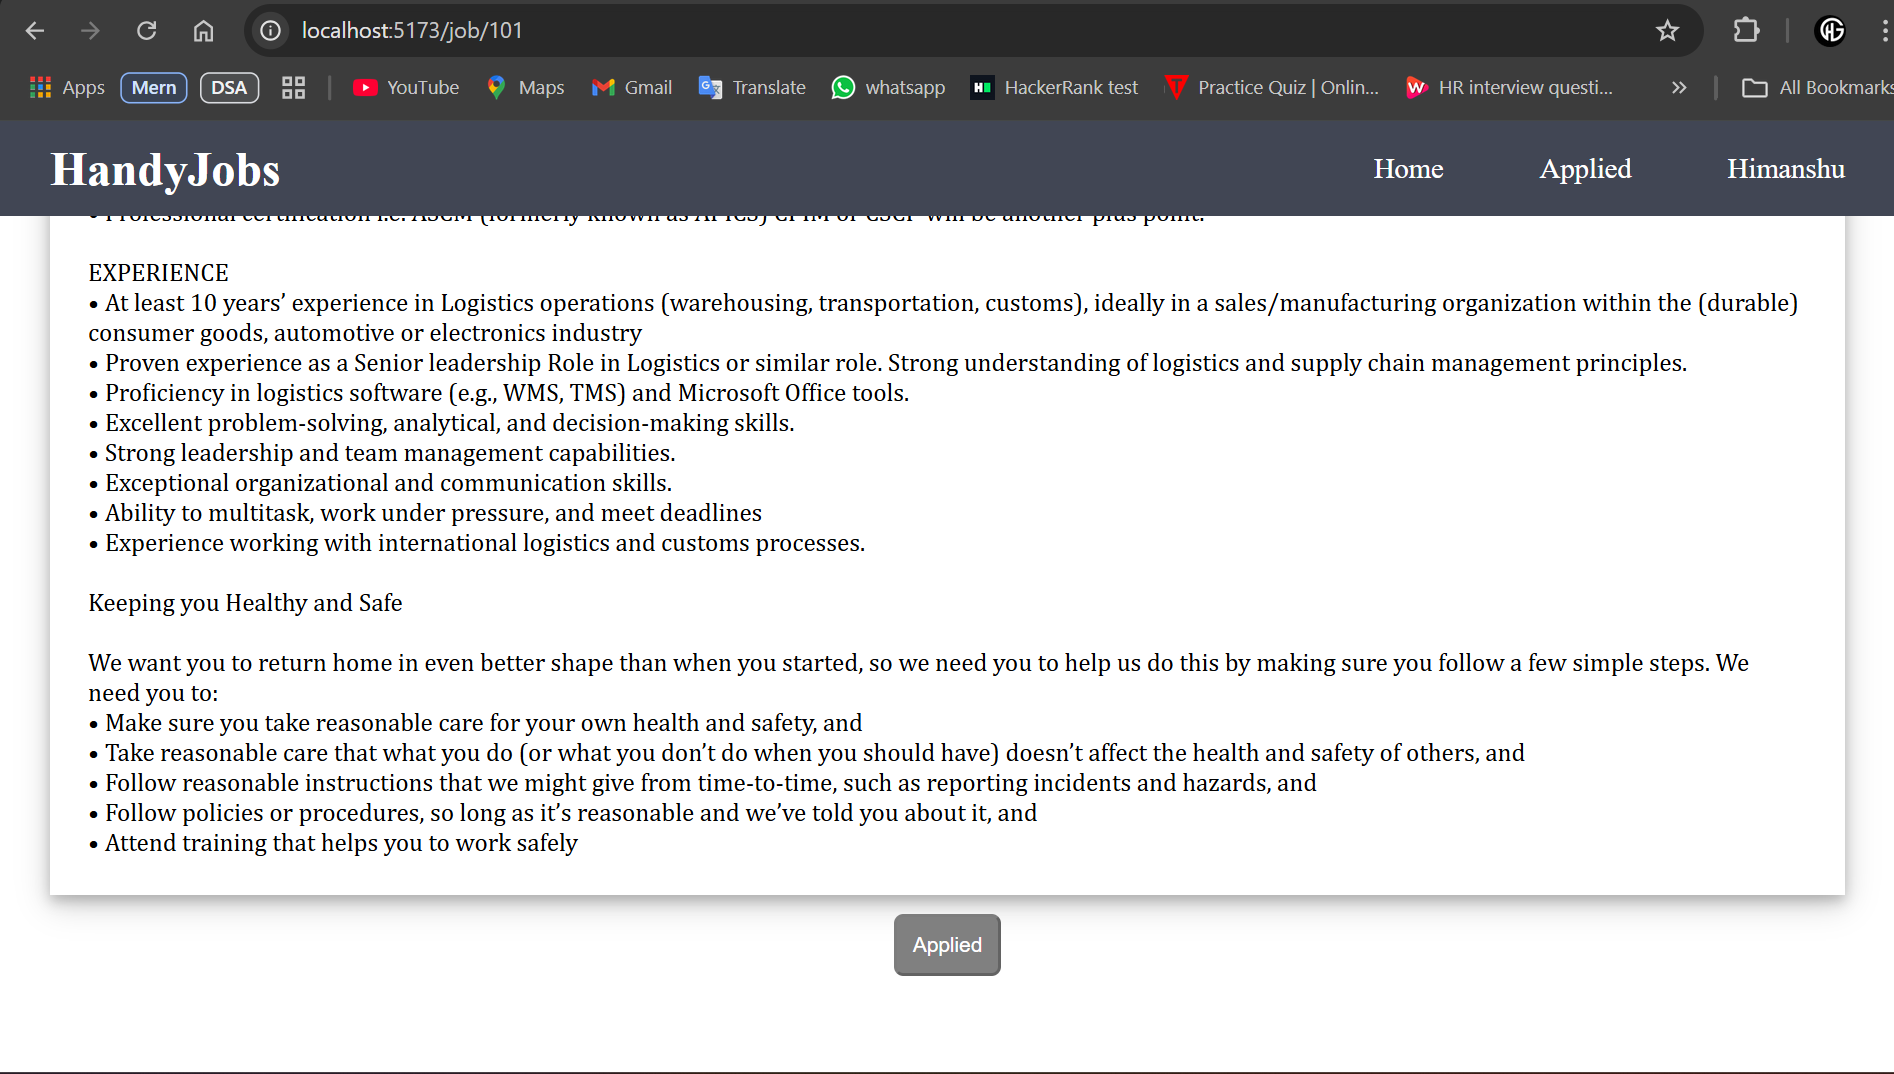 localhost:5173/job/101
Apps Mern DSA YouTube Maps Gmail Translate whatsapp HackerRank test Practice Quiz | Onlin... HR interview questi... » All Bookmarks
HandyJobs Home Applied Himanshu
• Professional certification i.e. ASCM (formerly known as APICS) CPIM or CSCP will be another plus point.
EXPERIENCE
• At least 10 years’ experience in Logistics operations (warehousing, transportation, customs), ideally in a sales/manufacturing organization within the (durable)
consumer goods, automotive or electronics industry
• Proven experience as a Senior leadership Role in Logistics or similar role. Strong understanding of logistics and supply chain management principles.
• Proficiency in logistics software (e.g., WMS, TMS) and Microsoft Office tools.
• Excellent problem-solving, analytical, and decision-making skills.
• Strong leadership and team management capabilities.
• Exceptional organizational and communication skills.
• Ability to multitask, work under pressure, and meet deadlines
• Experience working with international logistics and customs processes.
Keeping you Healthy and Safe
We want you to return home in even better shape than when you started, so we need you to help us do this by making sure you follow a few simple steps. We
need you to:
• Make sure you take reasonable care for your own health and safety, and
• Take reasonable care that what you do (or what you don’t do when you should have) doesn’t affect the health and safety of others, and
• Follow reasonable instructions that we might give from time-to-time, such as reporting incidents and hazards, and
• Follow policies or procedures, so long as it’s reasonable and we’ve told you about it, and
• Attend training that helps you to work safely
Applied